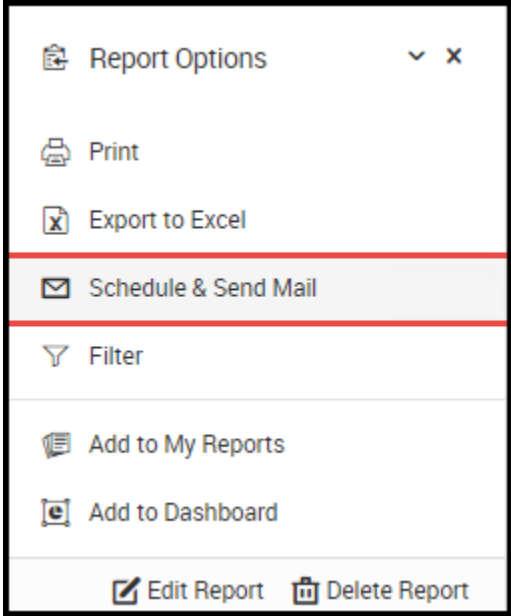 Report Options
Print
Export to Excel
Schedule & Send Mail
Filter
Add to My Reports
Add to Dashboard
Edit Report Delete Report